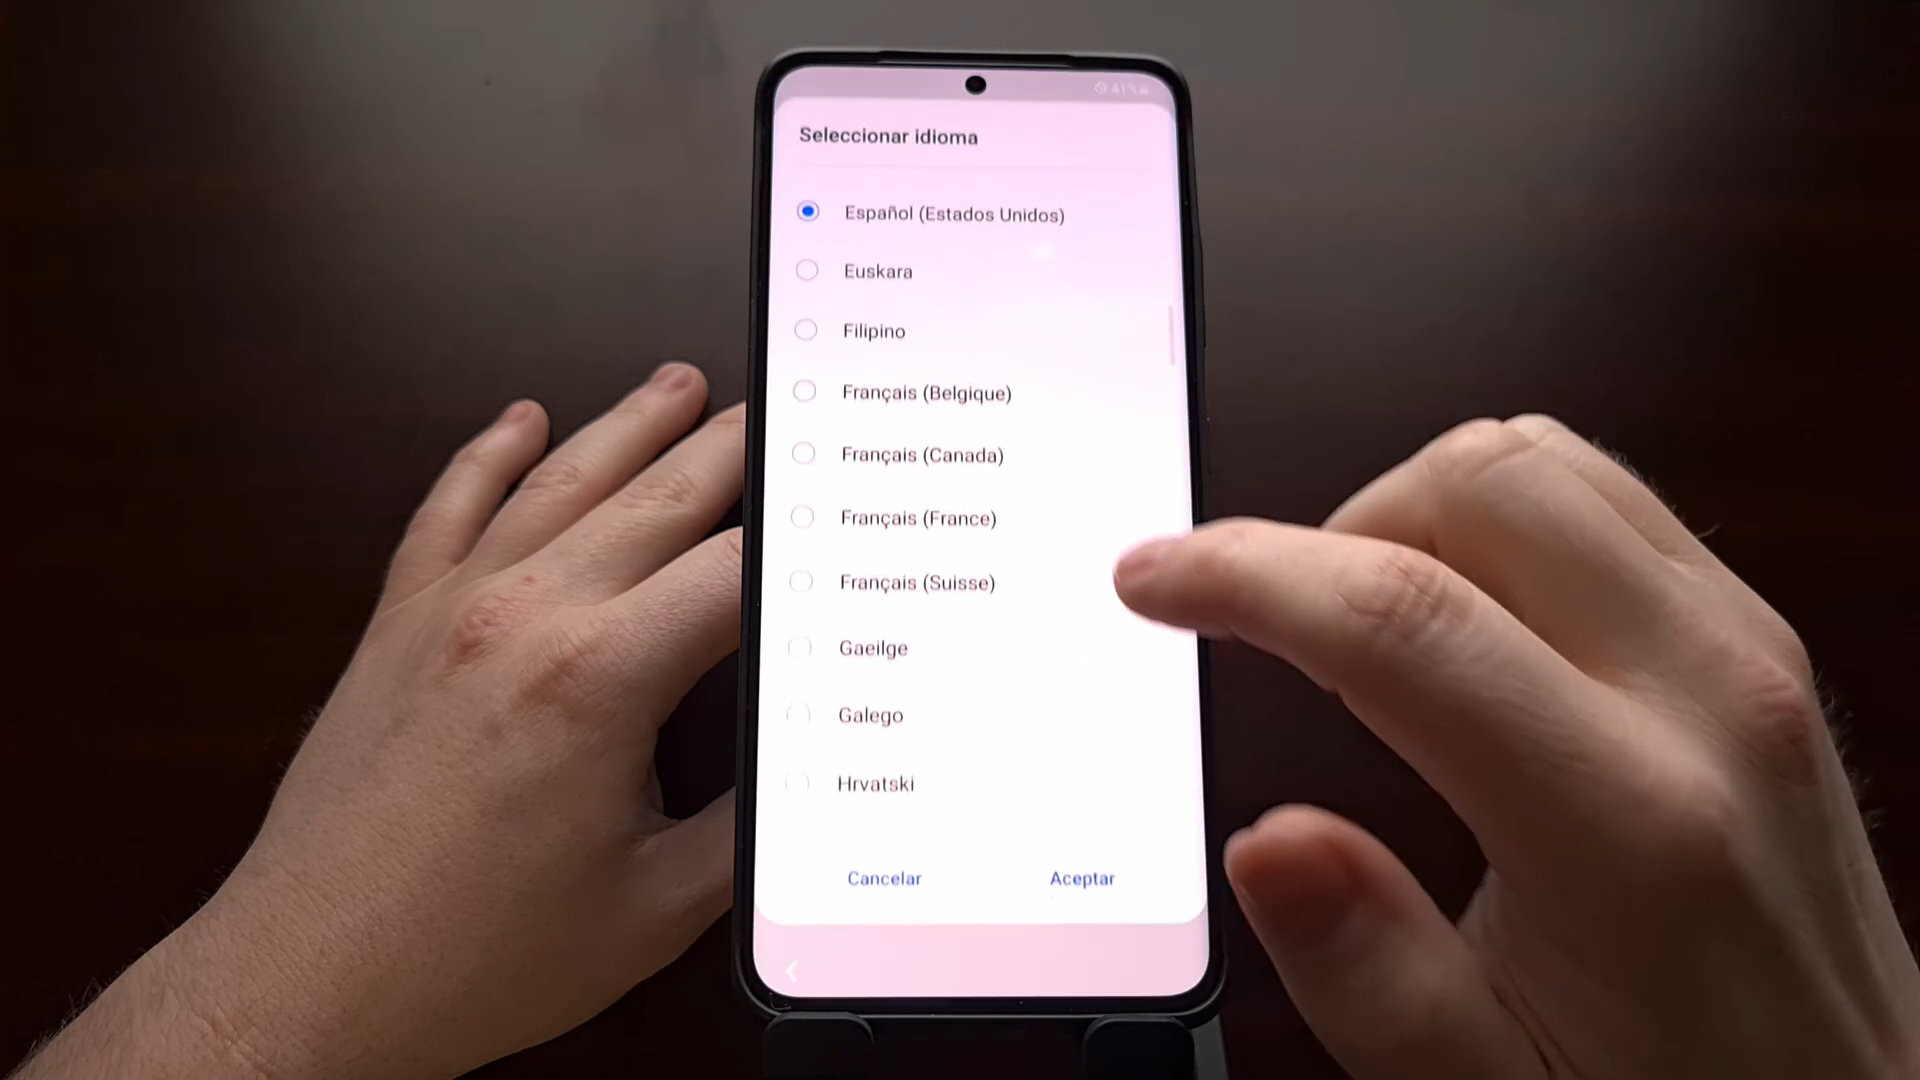 Seleccionar idioma
Español (Estados Unidos)
Euskara
Filipino
Français (Belgique)
Français (Canada)
Français (France)
Français (Suisse)
Gaeilge
Galego
Hrvatski
Cancelar
Aceptar